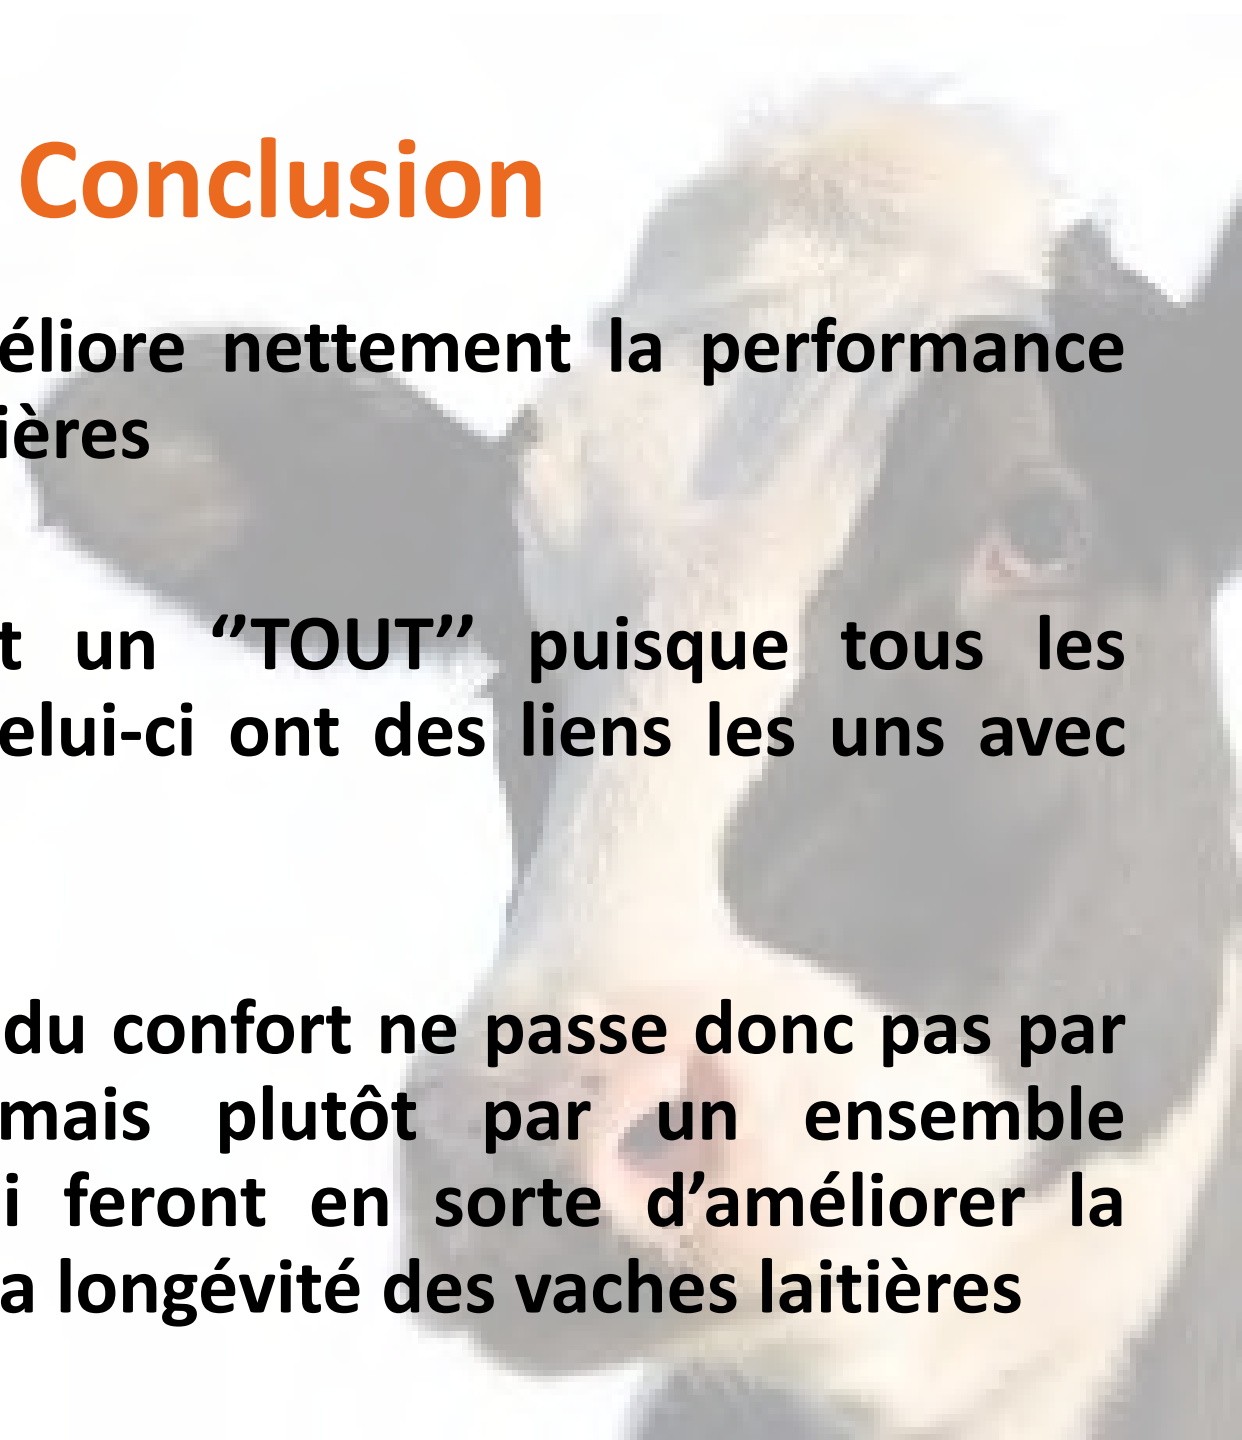 Conclusion
éliore nettement la performance
ières
t un ‘’TOUT’’ puisque tous les
elui-ci ont des liens les uns avec
du confort ne passe donc pas par
mais plutôt par un ensemble
i feront en sorte d’améliorer la
a longévité des vaches laitières